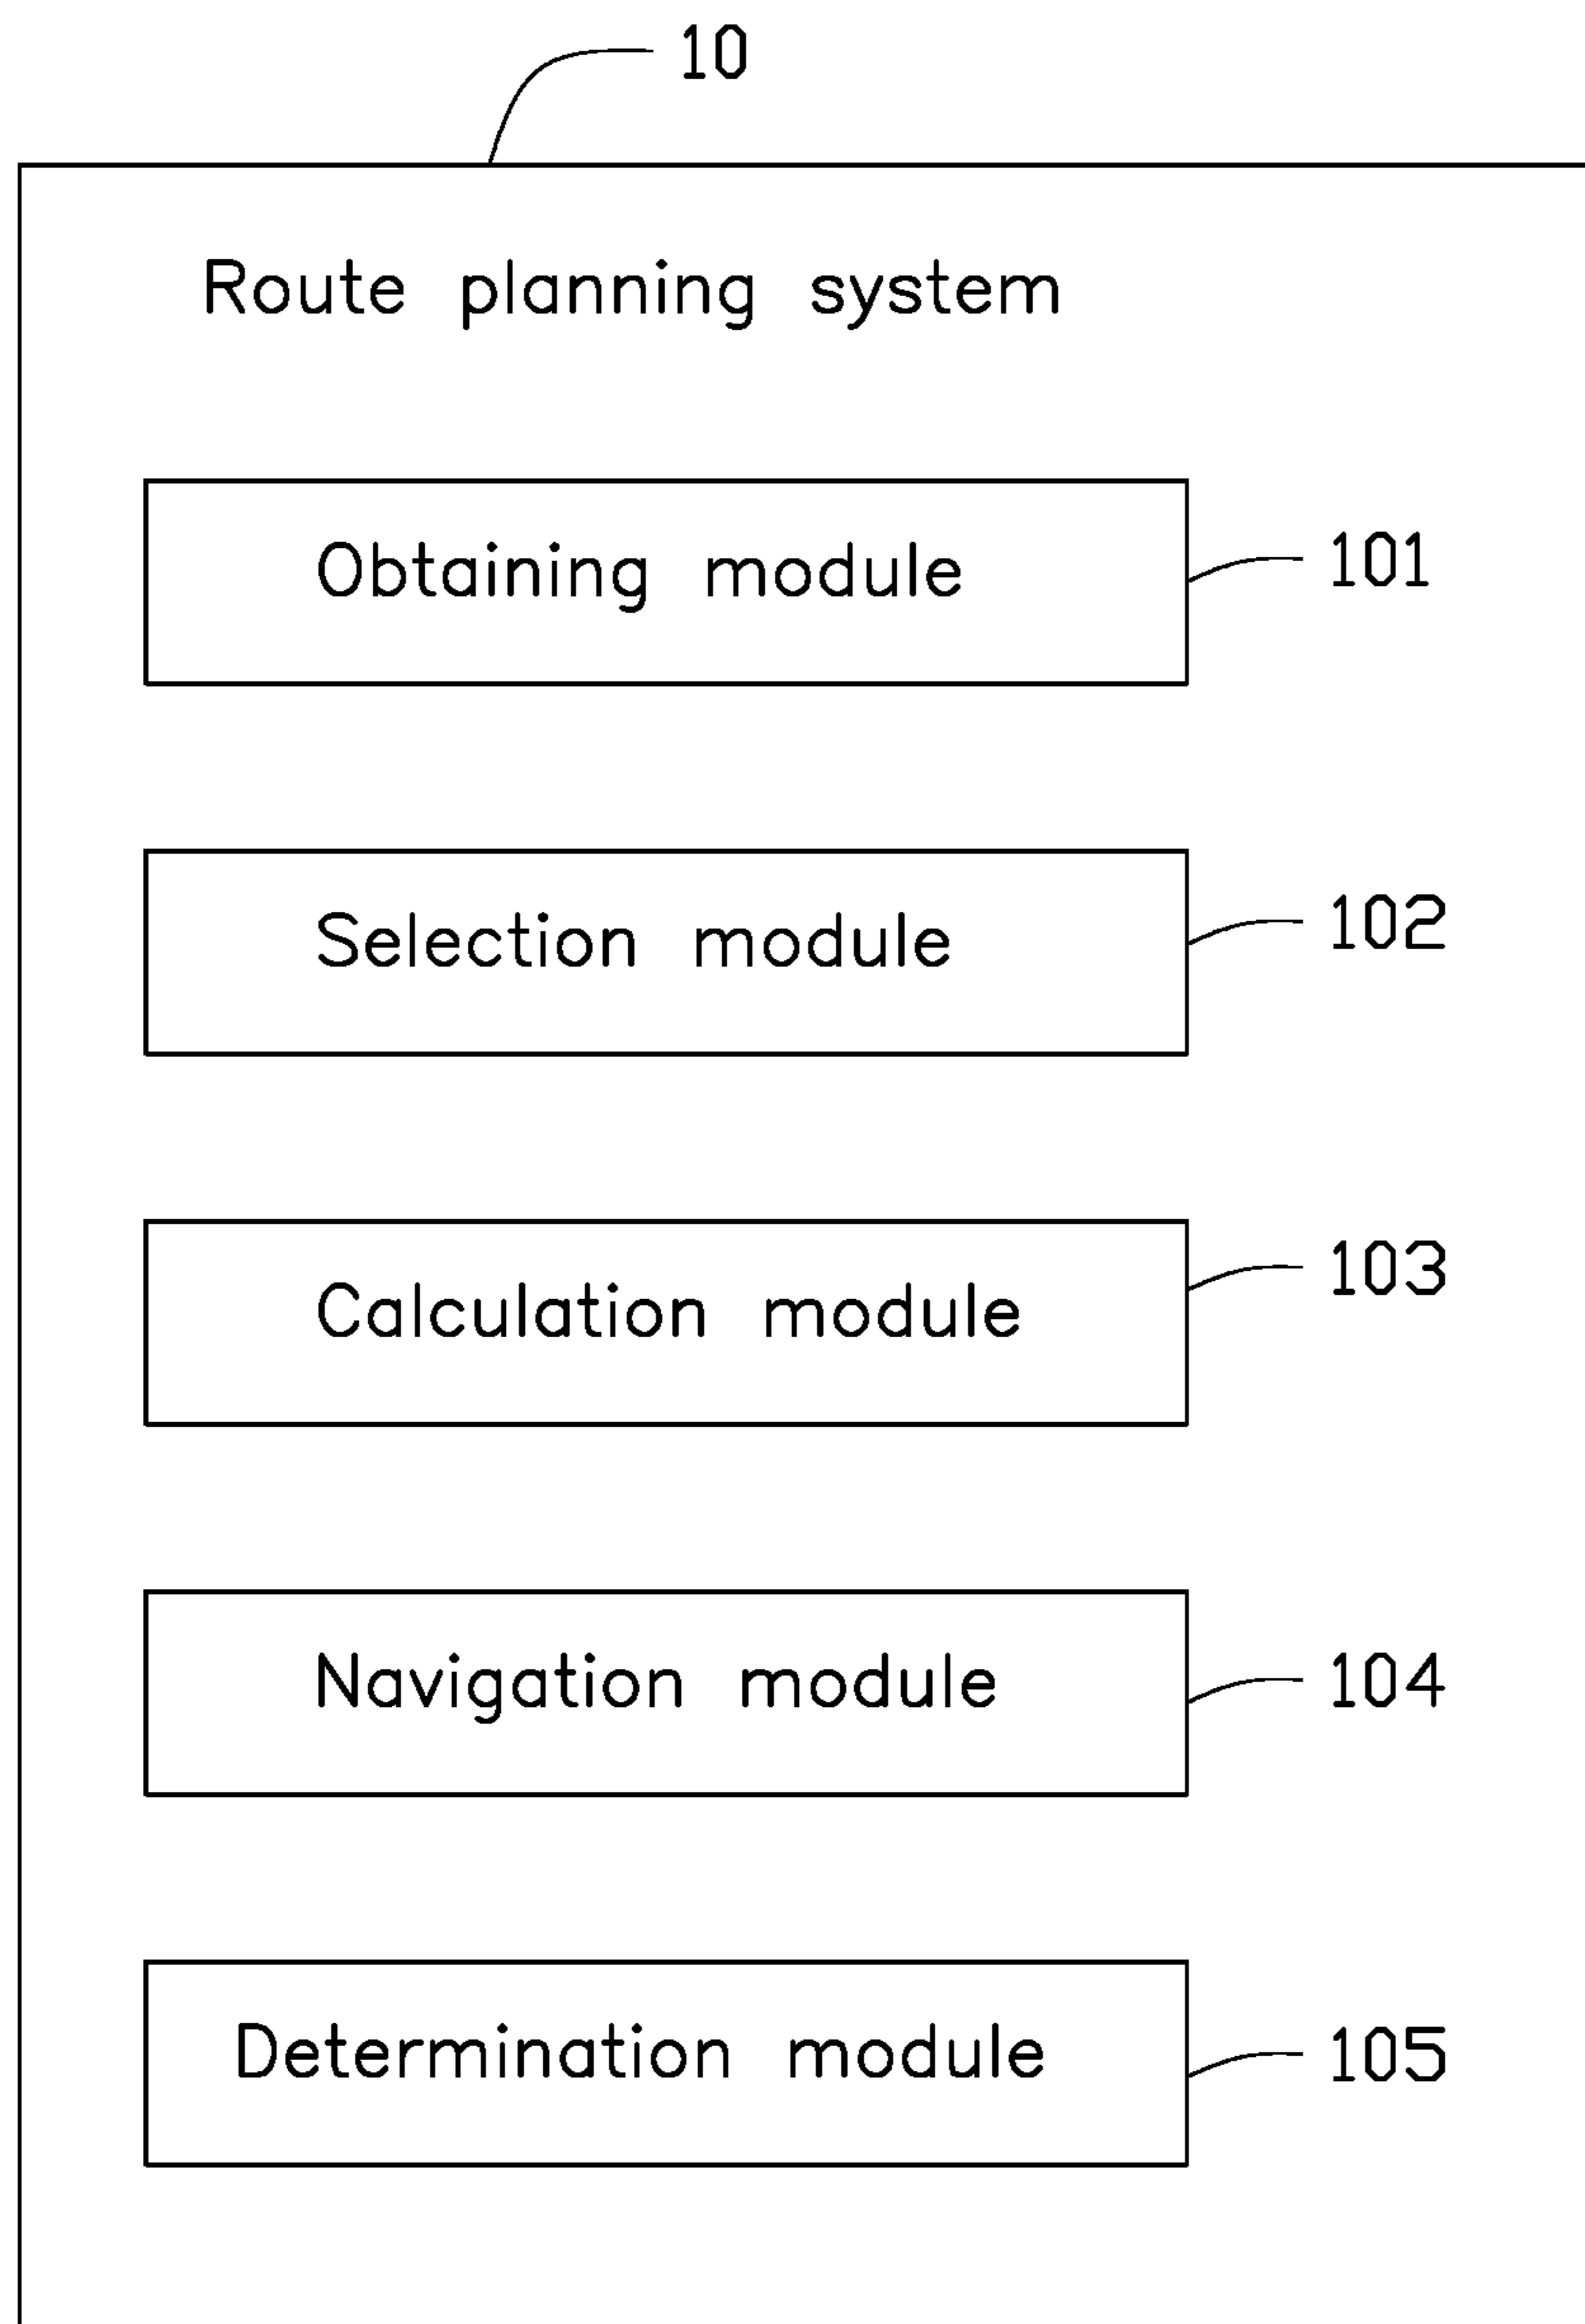 10
Route planning system
Obtaining module
101
Selection module
102
Calculation module
103
Navigation module
104
Determination module
105